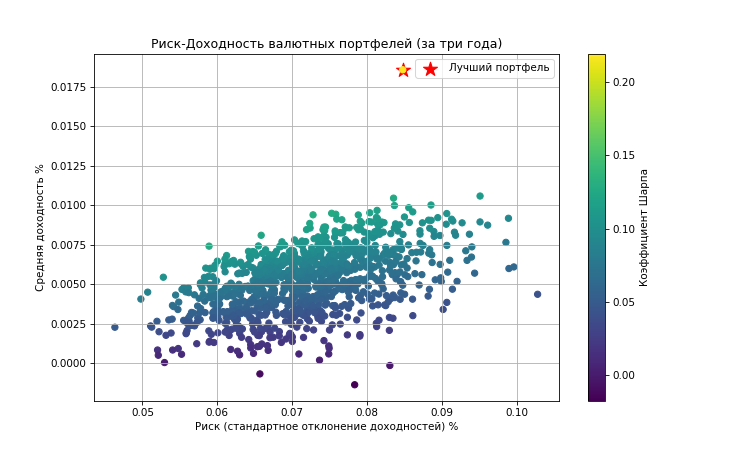 Риск-Доходность валютных портфелей (за три года)
Лучший портфель
0.0175
0.0150
0.0125
0.0100
0.0075
0.0050
0.0025
0.0000
Средняя доходность %
0.05 0.06 0.07 0.08 0.09 0.10
Риск (стандартное отклонение доходностей) %
0.20
0.15
0.10
0.05
0.00
Коэффициент Шарпа